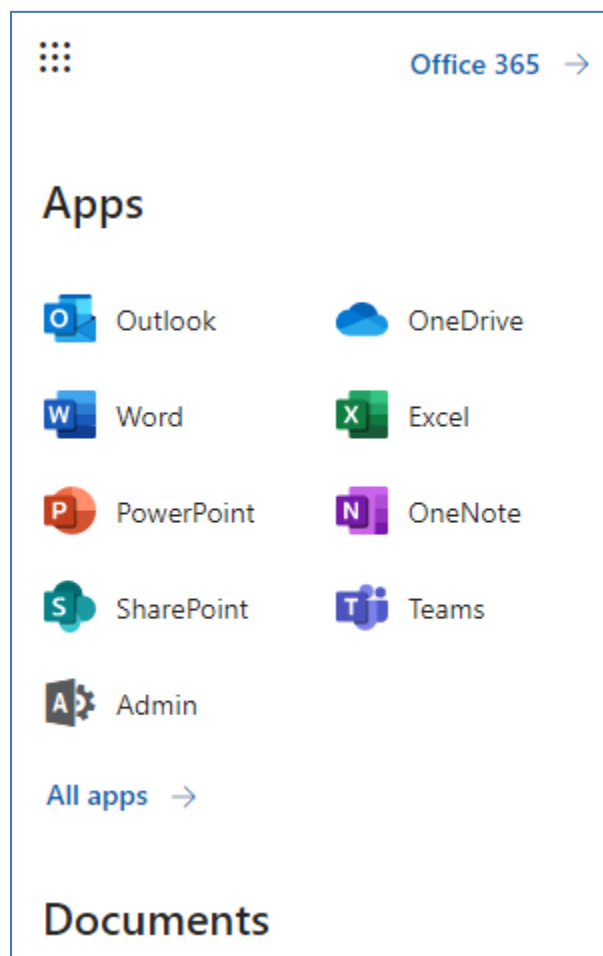 Office 365
Apps
Outlook OneDrive
Word Excel
PowerPoint OneNote
SharePoint Teams
Admin
All apps
Documents